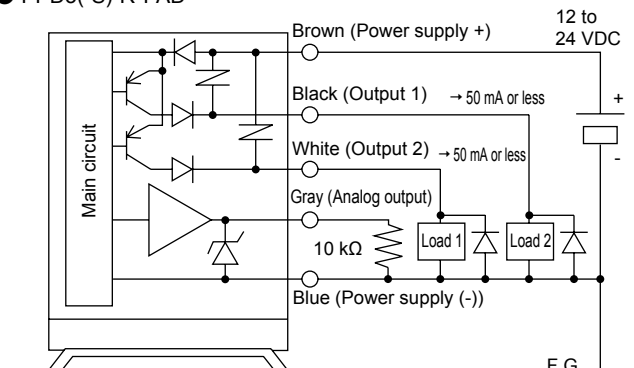 12 to
24 VDC
Brown (Power supply +)
+
Black (Output 1) → 50 mA or less
-
White (Output 2) → 50 mA or less
Main circuit
Gray (Analog output)
10 kΩ
Load 1
Load 2
Blue (Power supply (-))